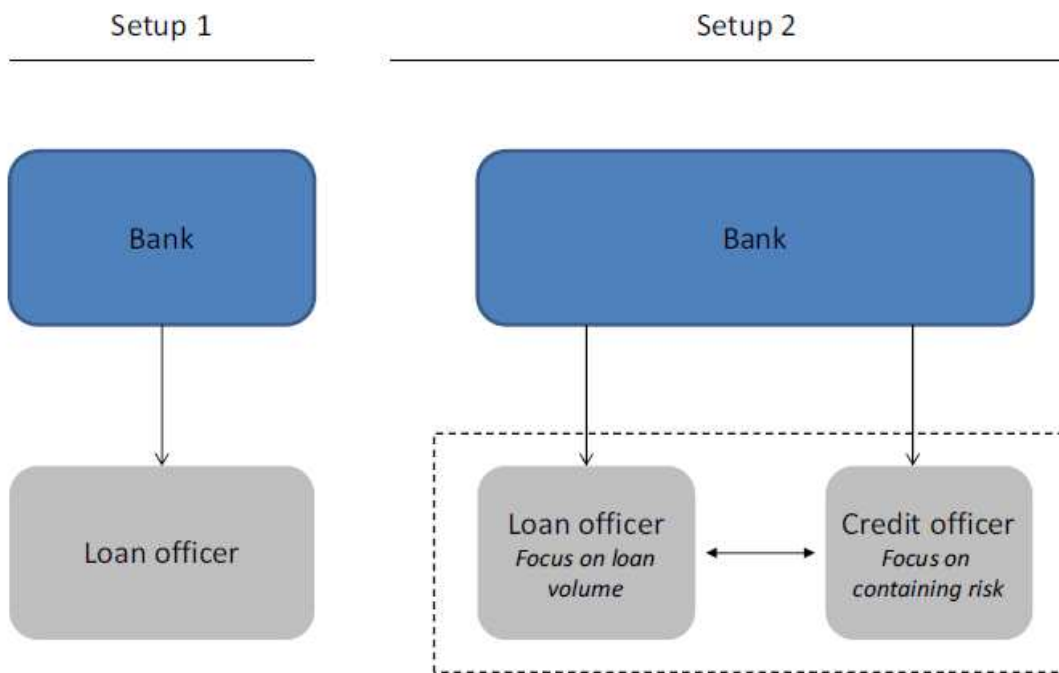 Setup 1
Setup 2
Bank
Bank
Loan officer
Loan officer
Focus on loan
volume
Credit officer
Focus on
containing risk